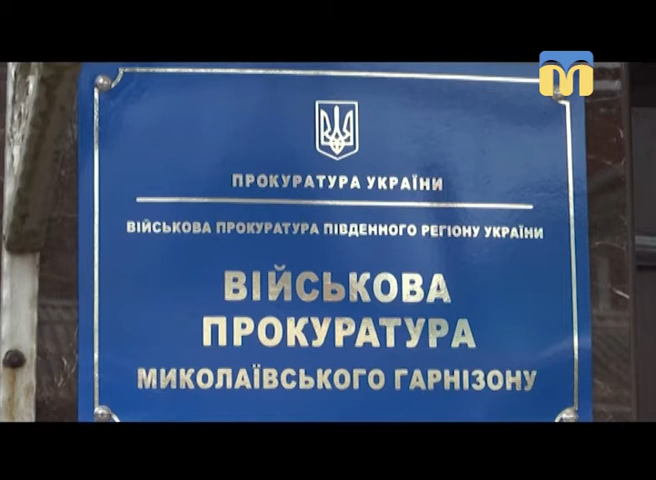 ПРОКУРАТУРА УКРАЇНИ
ВІЙСЬКОВА ПРОКУРАТУРА ПІВДЕННОГО РЕГІОНУ УКРАЇНИ
ВІЙСЬКОВА
ПРОКУРАТУРА
МИКОЛАЇВСЬКОГО ГАРНІЗОНУ